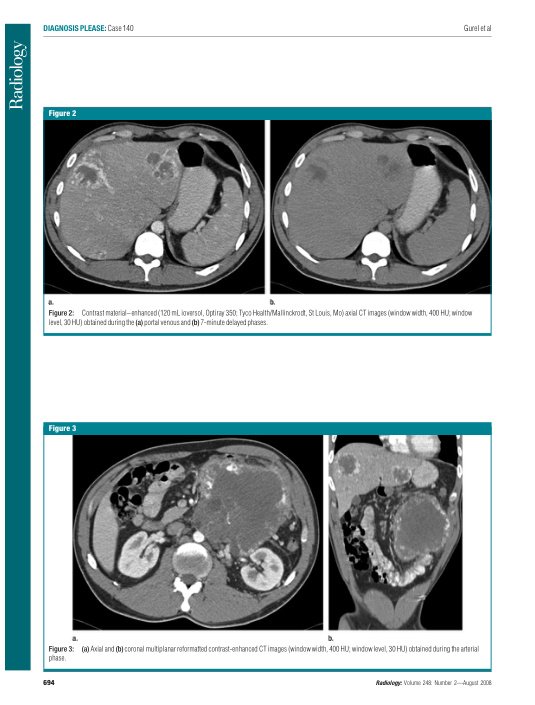 DIAGNOSIS PLEASE: Case 140
Gurel et al
Radiology
Figure 2
a.
b.
Figure 2: Contrast material–enhanced (120 mL ioversol, Optiray 350; Tyco Health/Mallinckrodt, St Louis, Mo) axial CT images (window width, 400 HU; window
level, 30 HU) obtained during the (a) portal venous and (b) 7-minute delayed phases.
Figure 3
a.
b.
Figure 3: (a) Axial and (b) coronal multiplanar reformatted contrast-enhanced CT images (window width, 400 HU; window level, 30 HU) obtained during the arterial
phase.
694
Radiology: Volume 248: Number 2—August 2008